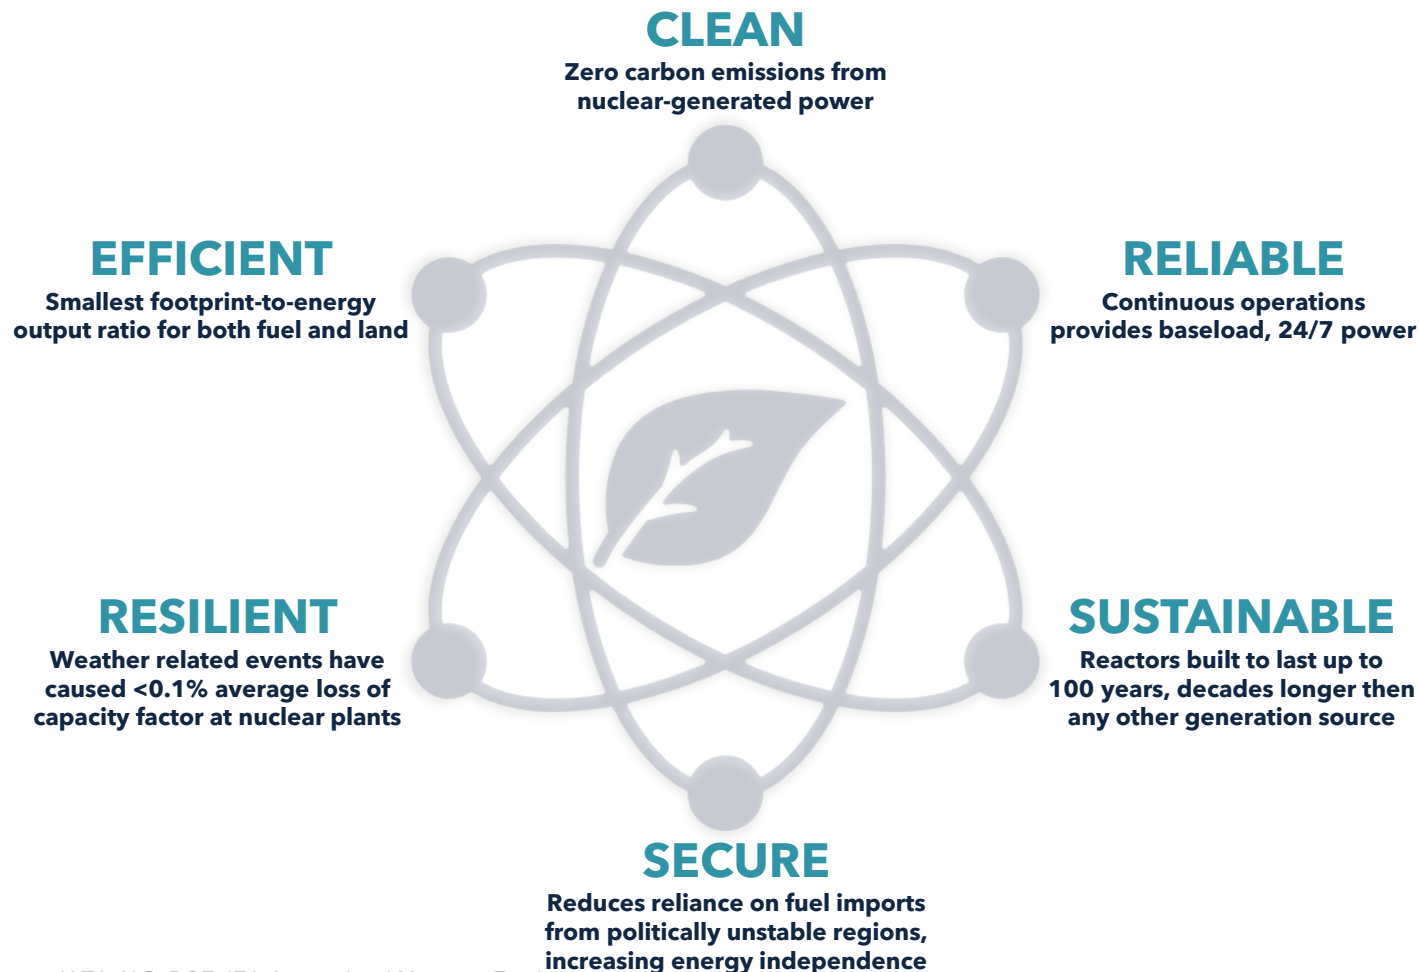 CLEAN
Zero carbon emissions from
nuclear-generated power
EFFICIENT
Smallest footprint-to-energy
output ratio for both fuel and land
RELIABLE
Continuous operations
provides baseload, 24/7 power
RESILIENT
Weather related events have
caused <0.1% average loss of
capacity factor at nuclear plants
SUSTAINABLE
Reactors built to last up to
100 years, decades longer then
any other generation source
SECURE
Reduces reliance on fuel imports
from politically unstable regions,
increasing energy independence